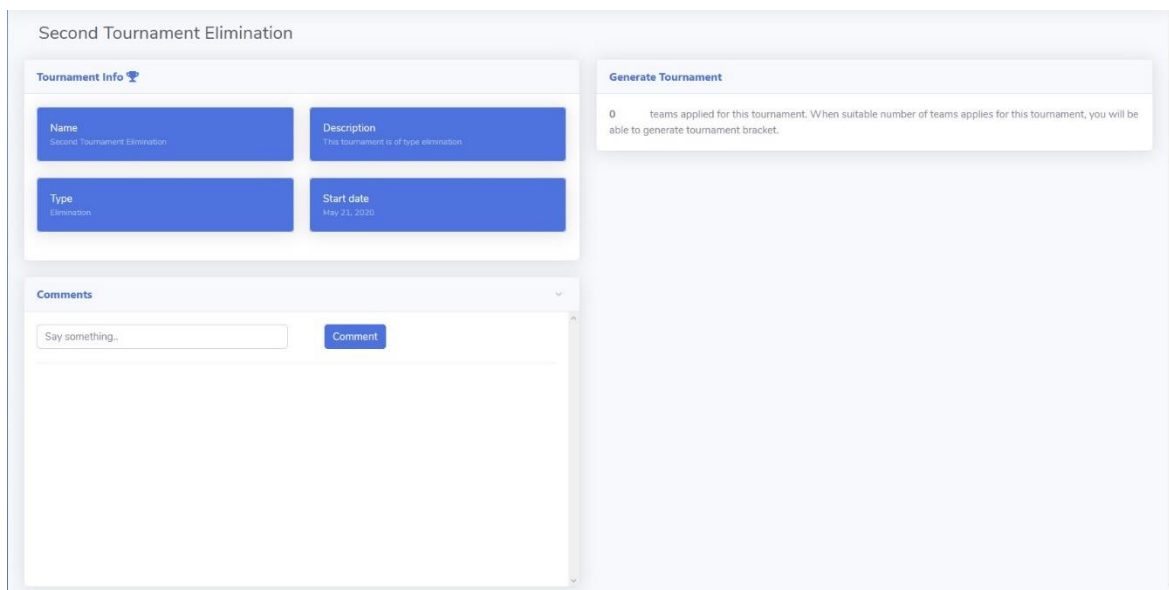 Second Tournament Elimination
Tournament Info
Name
Second Tournament Elimination
Description
This tournament is of type elimination
Type
Elimination
Start date
May 21, 2020
Comments
Say something..
Comment
Generate Tournament
0 teams applied for this tournament. When suitable number of teams applies for this tournament, you will be
able to generate tournament bracket.